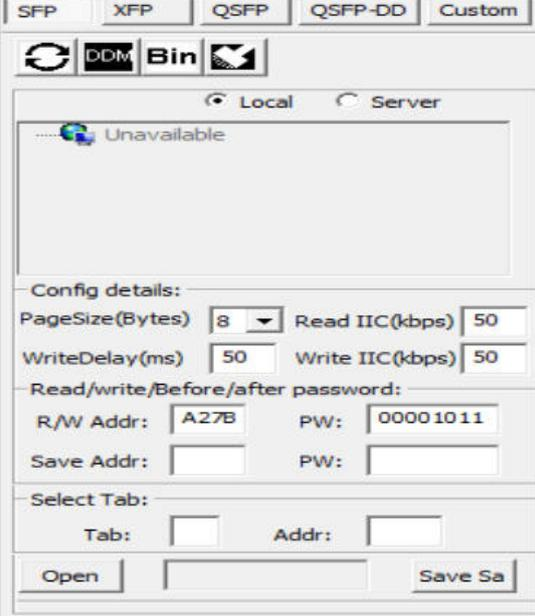 SFP XFP QSFP QSFP-DD Custom
DDM Bin
Local Server
Unavailable
Config details:
PageSize(Bytes) 8 Read IIC(kbps) 50
WriteDelay(ms) 50 Write IIC(kbps) 50
Read/write/Before/after password:
R/W Addr: A27B PW: 00001011
Save Addr: PW:
Select Tab:
Tab: Addr:
Open Save Sa